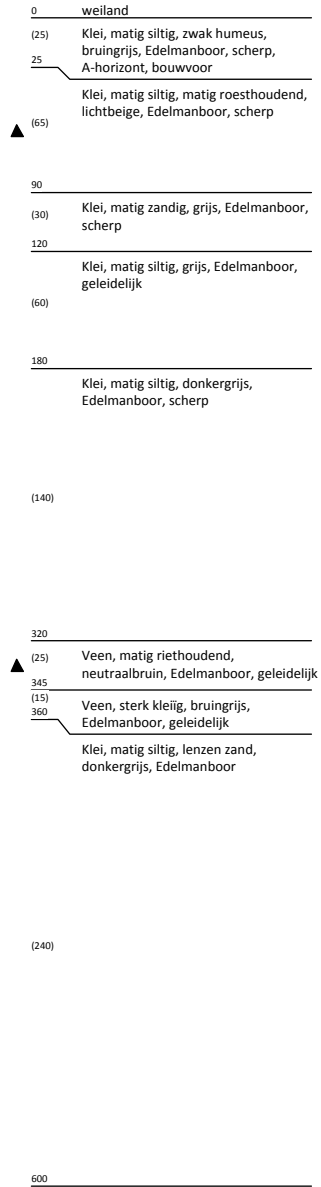 0 weiland
(25) Klei, matig siltig, zwak humeus,
bruingrijs, Edelmanboor, scherp,
A-horizont, bouwvoor
25
Klei, matig siltig, matig roesthoudend,
lichtbeige, Edelmanboor, scherp
(65)
90
Klei, matig zandig, grijs, Edelmanboor,
scherp
(30)
120
Klei, matig siltig, grijs, Edelmanboor,
geleidelijk
(60)
180
Klei, matig siltig, donkergrijs,
Edelmanboor, scherp
(140)
320
(25) Veen, matig riethoudend,
neutraalbruin, Edelmanboor, geleidelijk
345
(15) Veen, sterk kleiïg, bruingrijs,
360 Edelmanboor, geleidelijk
Klei, matig siltig, lenzen zand,
donkergrijs, Edelmanboor
(240)
600